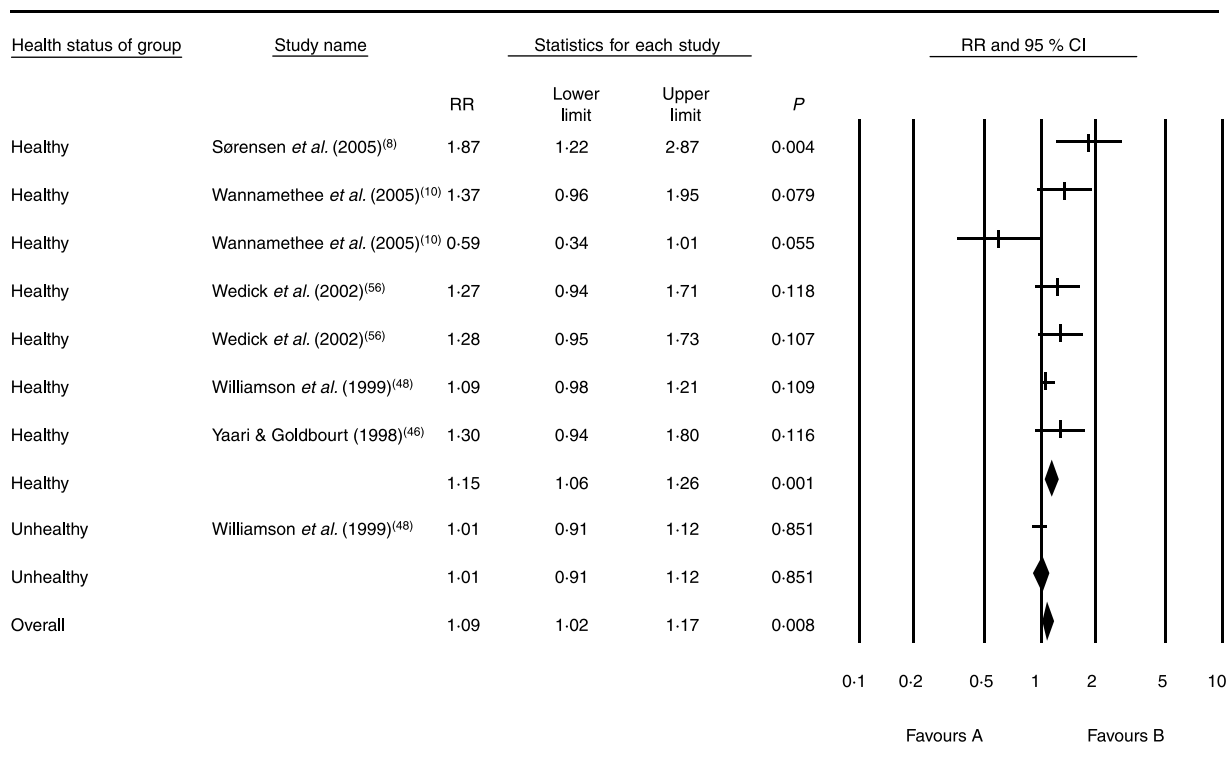 Health status of group Study name Statistics for each study RR and 95 % CI
RR Lower limit Upper limit P
Healthy Sørensen et al. (2005)(8) 1·87 1·22 2·87 0·004
Healthy Wannamethee et al. (2005)(10) 1·37 0·96 1·95 0·079
Healthy Wannamethee et al. (2005)(10) 0·59 0·34 1·01 0·055
Healthy Wedick et al. (2002)(56) 1·27 0·94 1·71 0·118
Healthy Wedick et al. (2002)(56) 1·28 0·95 1·73 0·107
Healthy Williamson et al. (1999)(48) 1·09 0·98 1·21 0·109
Healthy Yaari & Goldbourt (1998)(46) 1·30 0·94 1·80 0·116
Healthy 1·15 1·06 1·26 0·001
Unhealthy Williamson et al. (1999)(48) 1·01 0·91 1·12 0·851
Unhealthy 1·01 0·91 1·12 0·851
Overall 1·09 1·02 1·17 0·008
0·1 0·2 0·5 1 2 5 10
Favours A Favours B